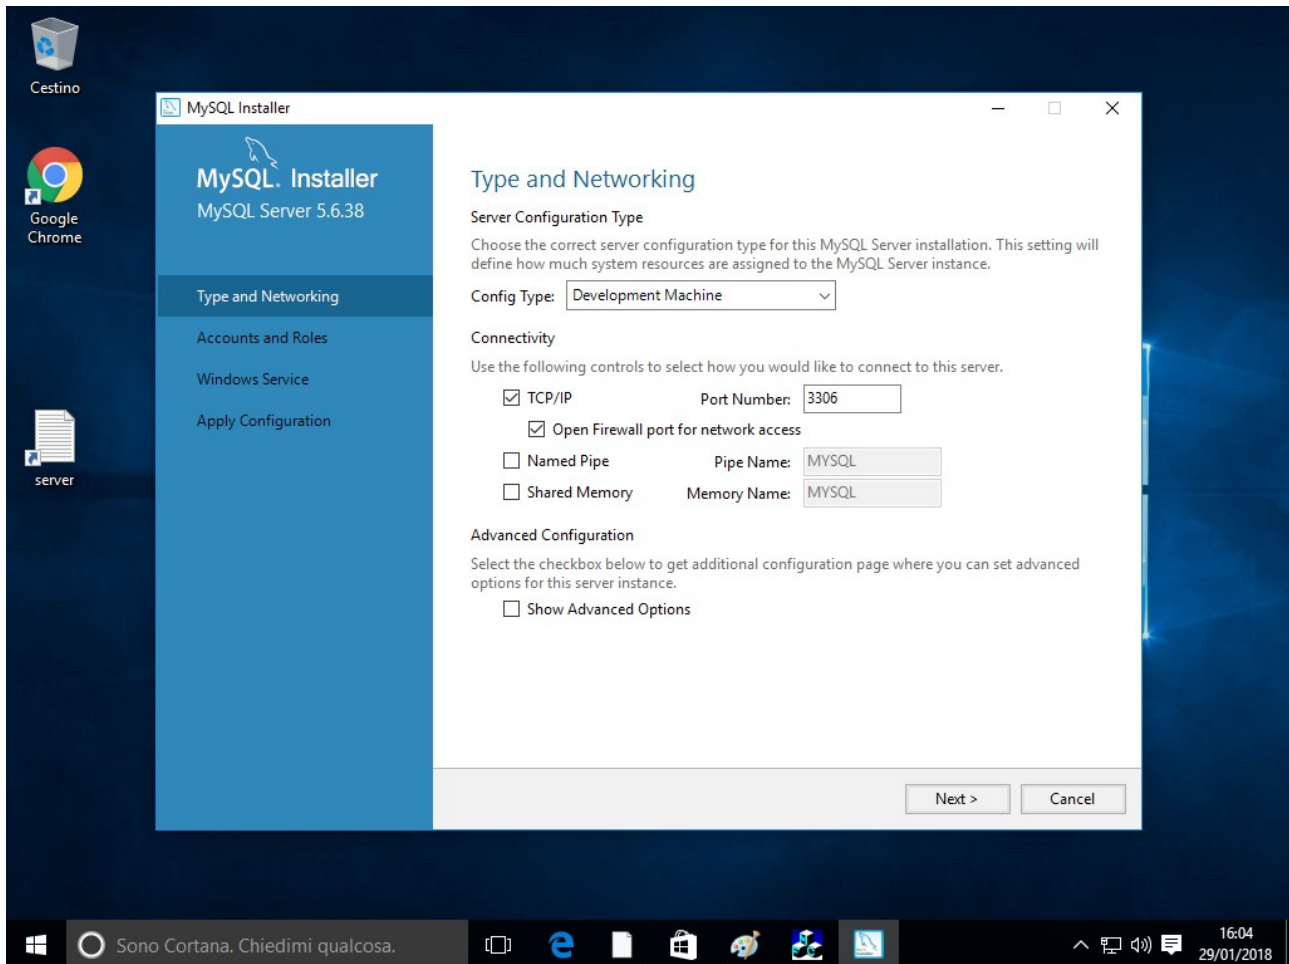 Cestino
Google
Chrome
server
MySQL Installer
MySQL. Installer
MySQL Server 5.6.38
Type and Networking
Accounts and Roles
Windows Service
Apply Configuration
Type and Networking
Server Configuration Type
Choose the correct server configuration type for this MySQL Server installation. This setting will
define how much system resources are assigned to the MySQL Server instance.
Config Type: Development Machine
Connectivity
Use the following controls to select how you would like to connect to this server.
TCP/IP Port Number: 3306
Open Firewall port for network access
Named Pipe Pipe Name: MYSQL
Shared Memory Memory Name: MYSQL
Advanced Configuration
Select the checkbox below to get additional configuration page where you can set advanced
options for this server instance.
Show Advanced Options
Next > Cancel
Sono Cortana. Chiedimi qualcosa.
16:04
29/01/2018